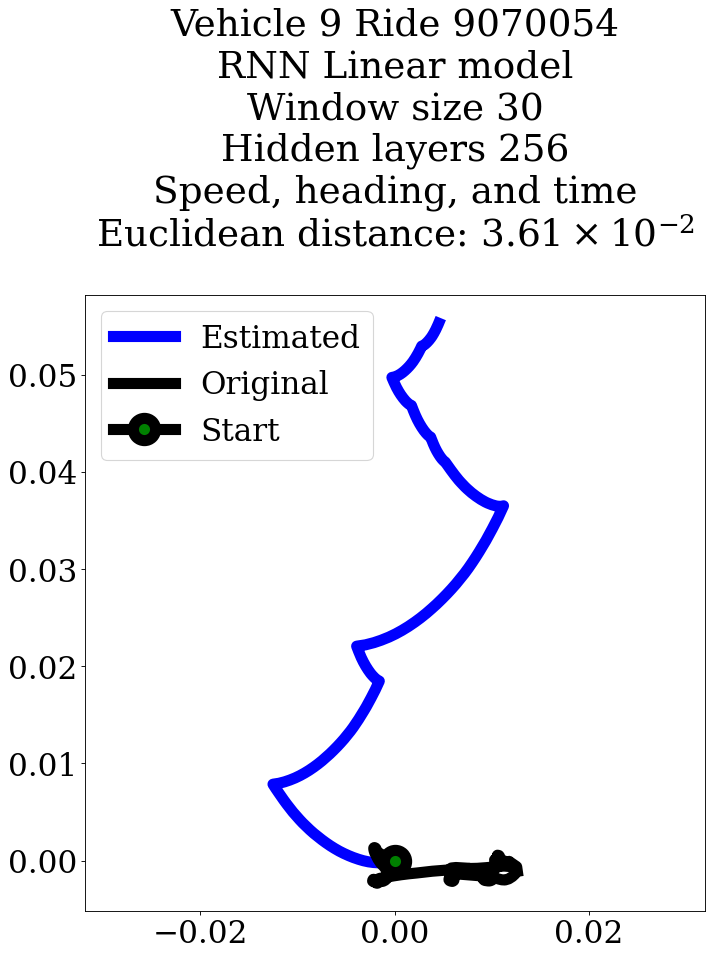 Vehicle 9 Ride 9070054
RNN Linear model
Window size 30
Hidden layers 256
Speed, heading, and time
Euclidean distance: 3.61 × 10⁻²
Estimated
Original
Start
0.05
0.04
0.03
0.02
0.01
0.00
−0.02
0.00
0.02